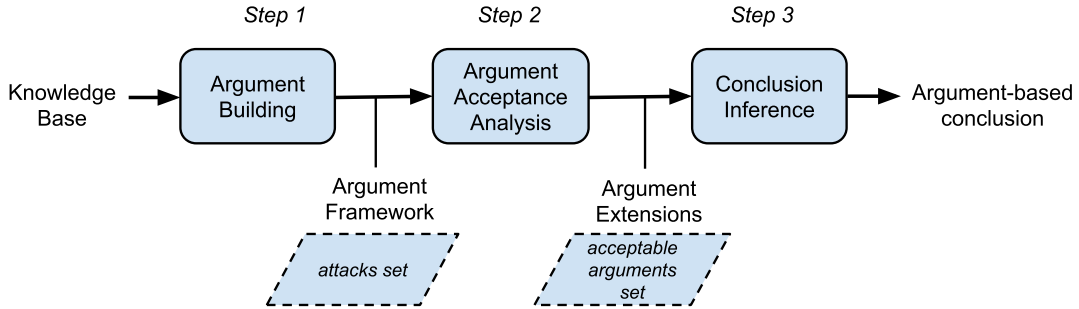 Step 1
Step 2
Step 3
Knowledge
Base
Argument
Building
Argument
Acceptance
Analysis
Conclusion
Inference
Argument-based
conclusion
Argument
Framework
attacks set
Argument
Extensions
acceptable
arguments
set